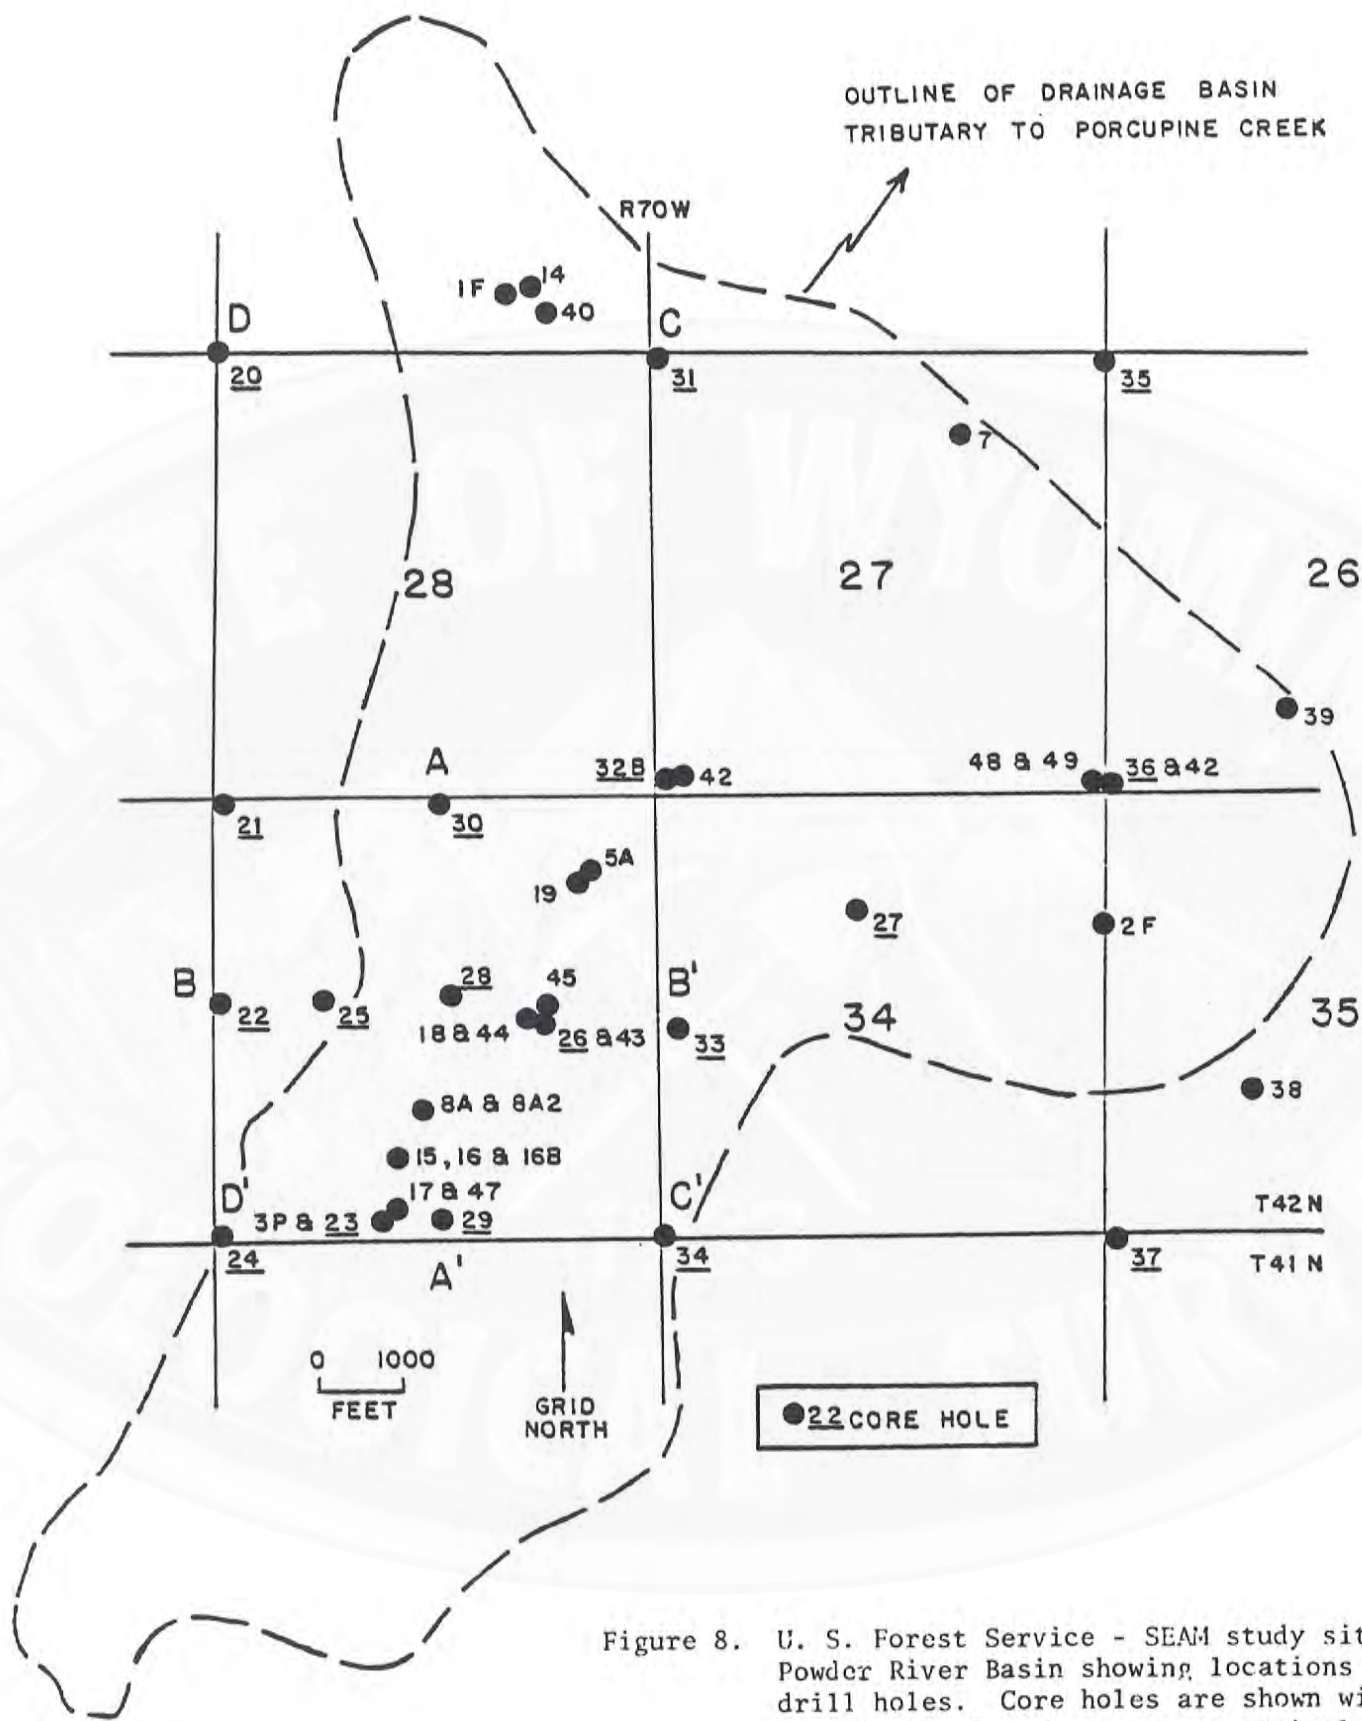 OUTLINE OF DRAINAGE BASIN
TRIBUTARY TO PORCUPINE CREEK
R70W
1F
14
40
D
C
20
31
35
7
28
27
26
39
A
32B
42
48 & 49
36 & 42
21
30
5A
19
27
2F
B
28
45
B'
22
25
18 & 44
26 & 43
33
34
35
8A & 8A2
38
15, 16 & 16B
D'
17 & 47
C'
3P & 23
29
T42N
24
A'
34
37
T41N
0 1000
FEET
GRID
NORTH
22 CORE HOLE
Figure 8. U. S. Forest Service - SEAM study sit
Powder River Basin showing locations
drill holes. Core holes are shown wi
STATE OF WYOMI